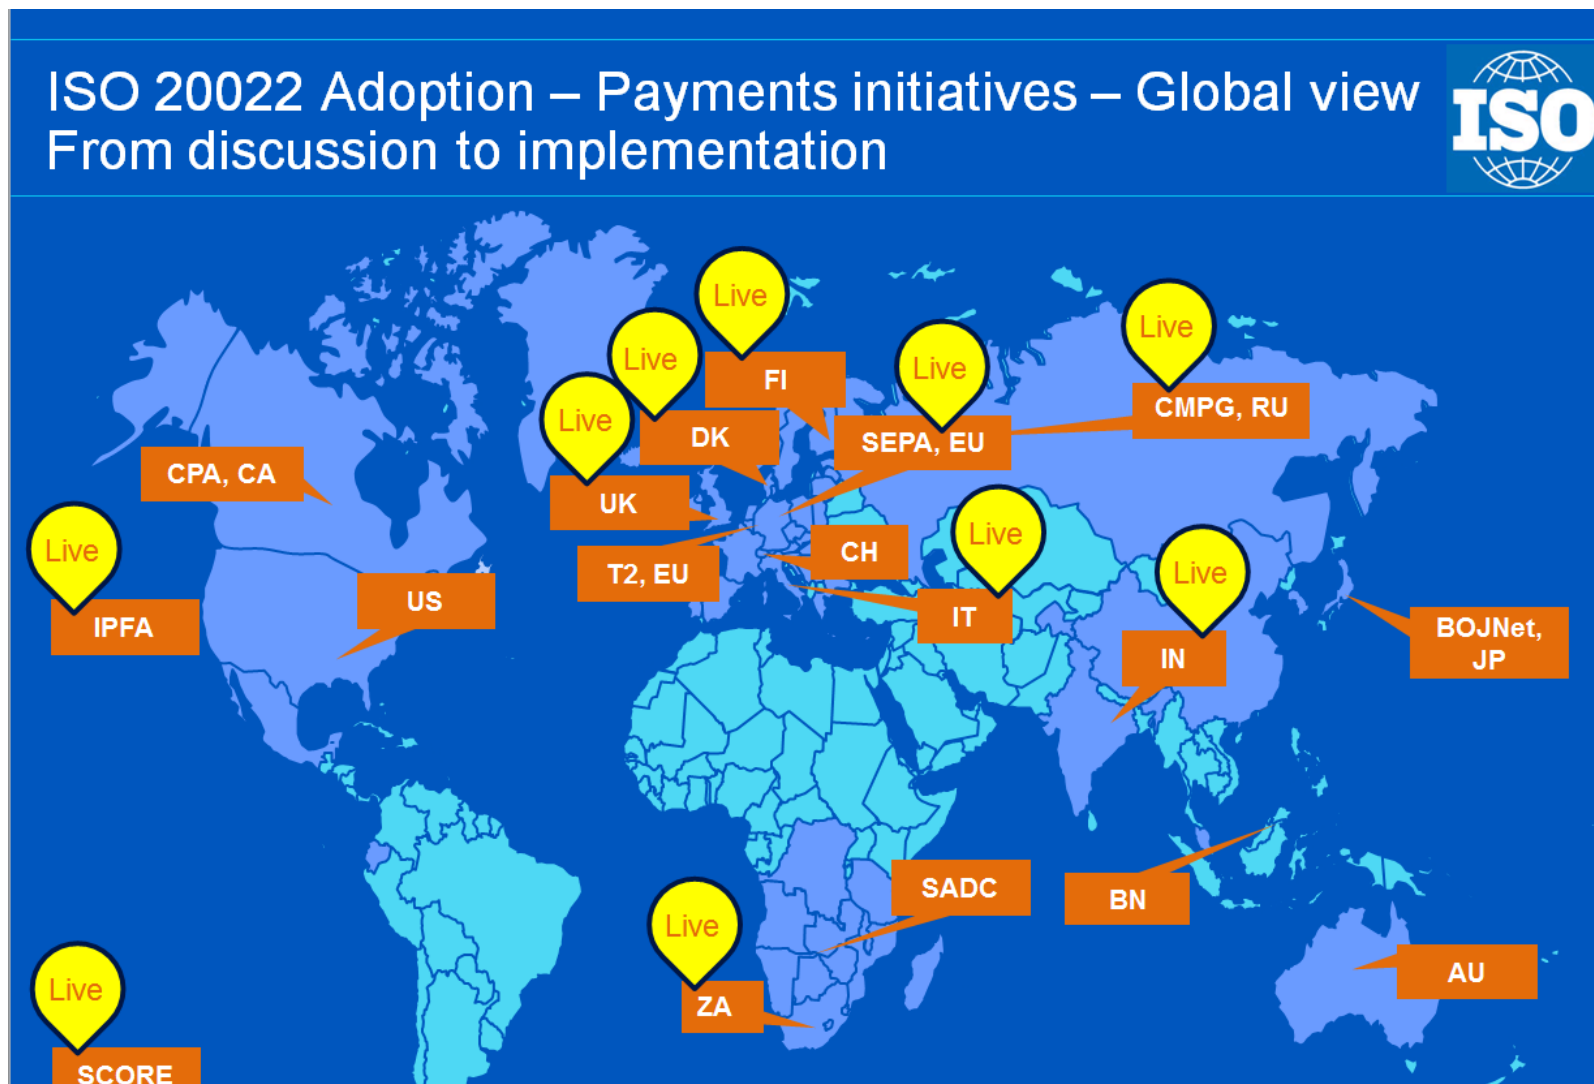 ISO 20022 Adoption – Payments initiatives – Global view
From discussion to implementation
ISO
Live
Live
Live
Live
Live
FI
CMPG, RU
DK
SEPA, EU
CPA, CA
UK
Live
Live
Live
CH
T2, EU
US
IT
IPFA
BOJNet,
JP
IN
SADC
BN
Live
AU
Live
ZA
SCORE